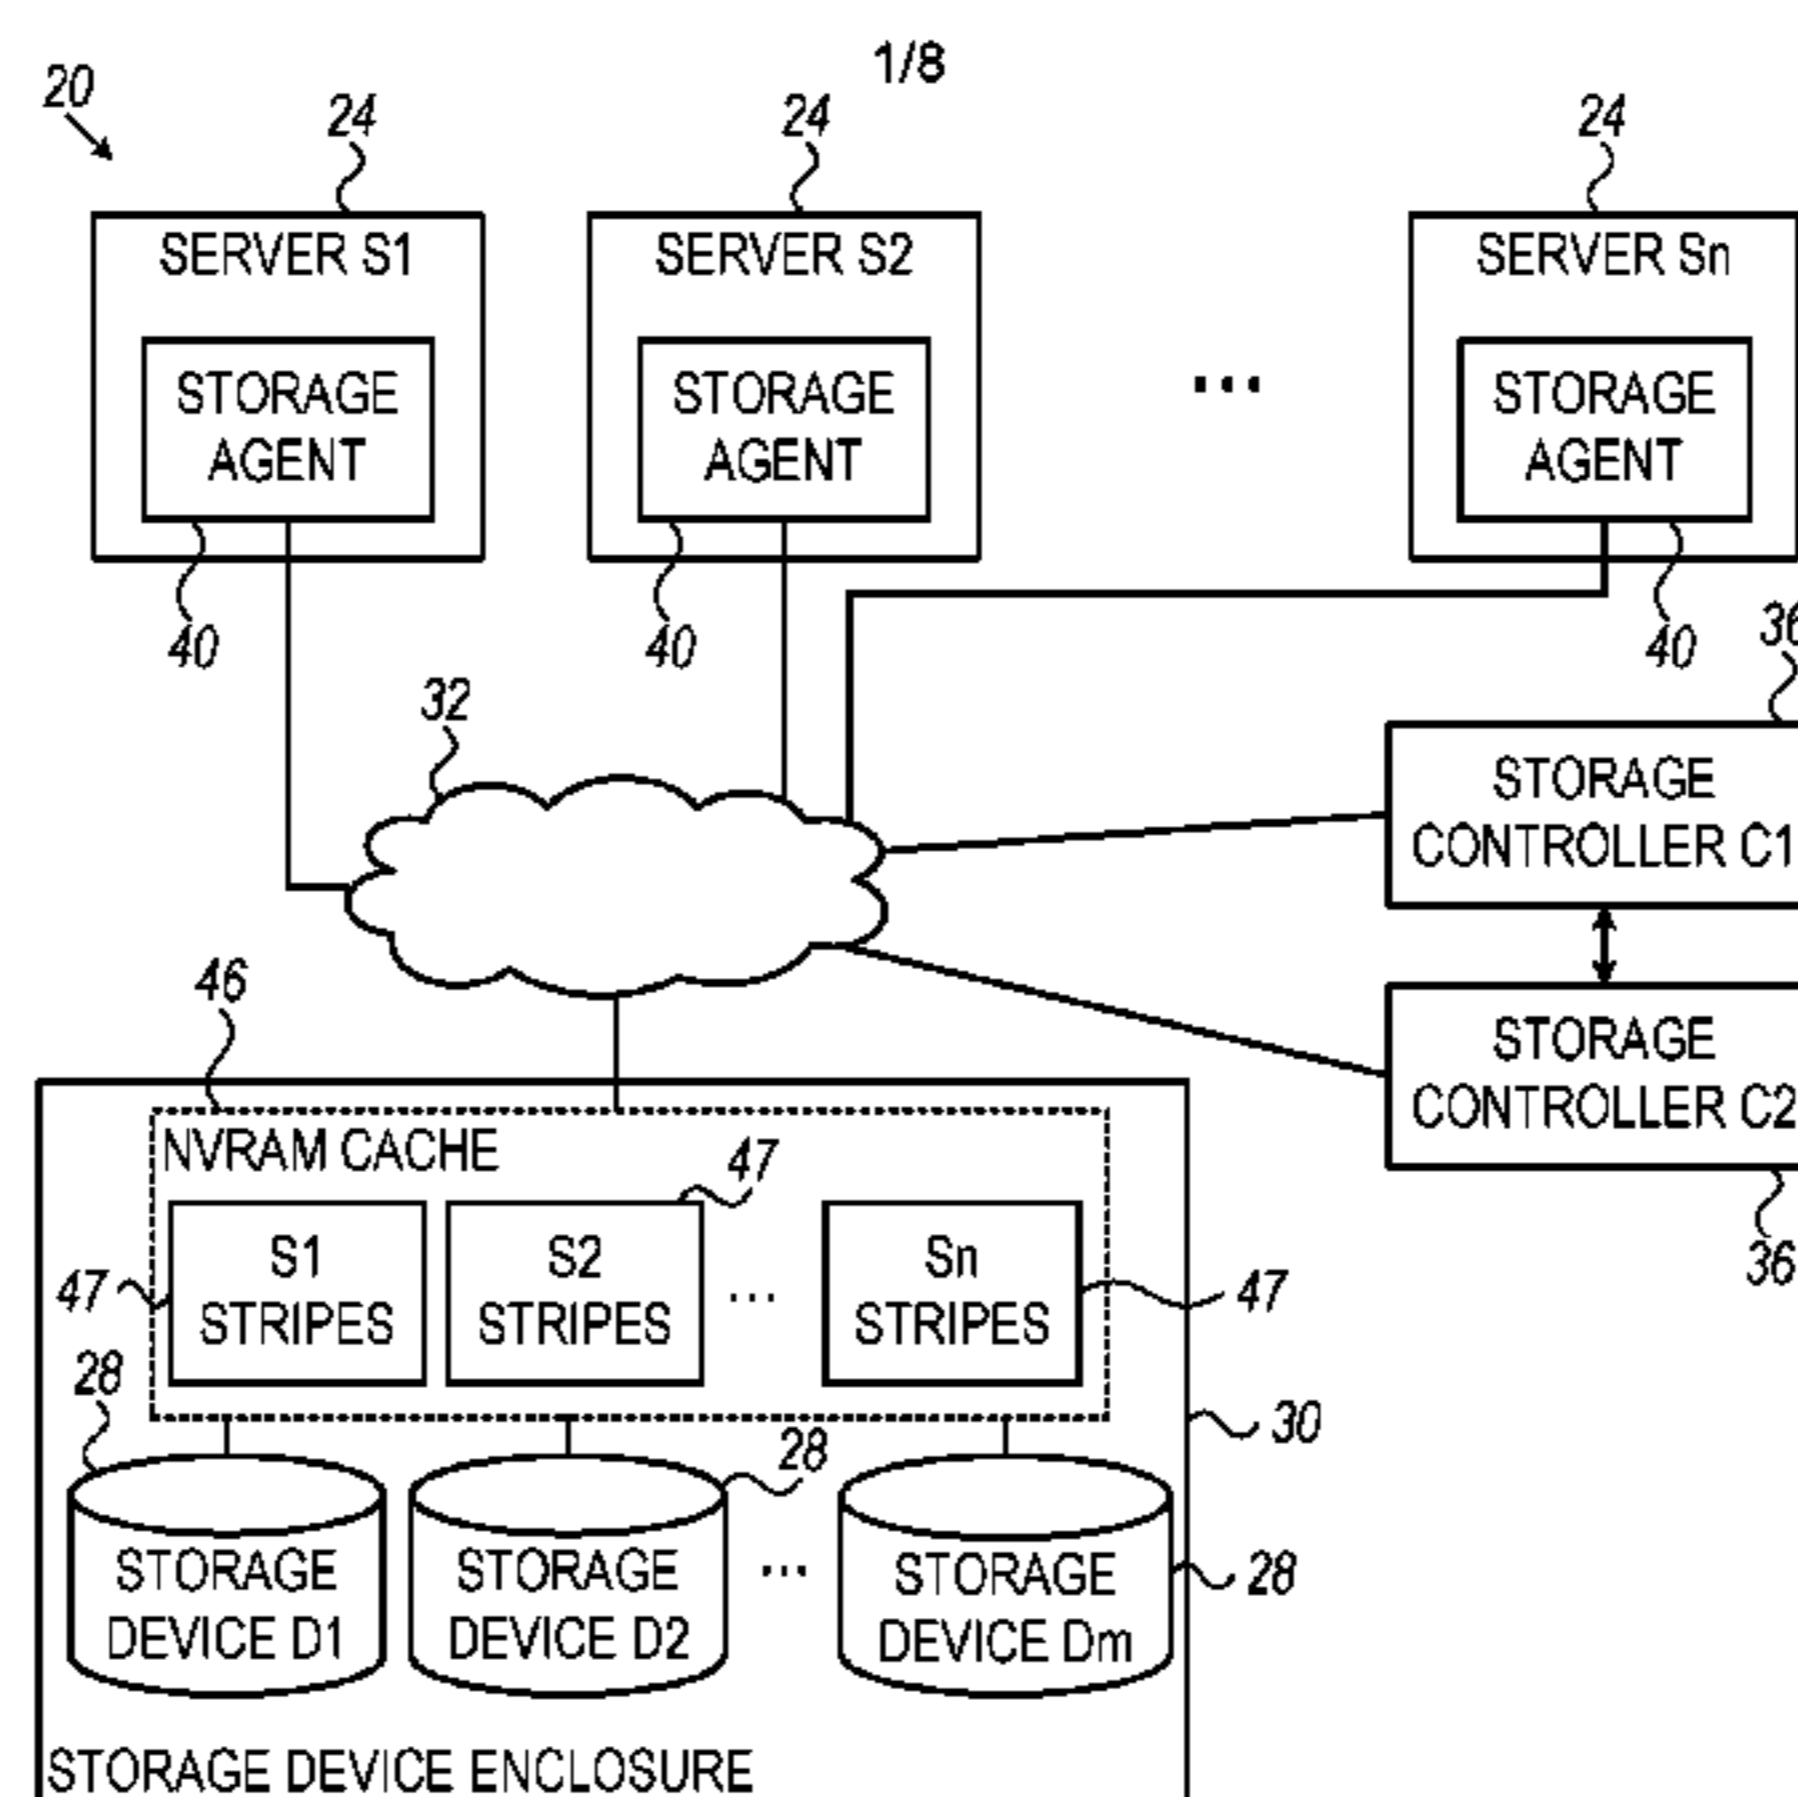 1/8
20
24
24
24
SERVER S1
SERVER S2
SERVER Sn
STORAGE
AGENT
STORAGE
AGENT
...
STORAGE
AGENT
40
40
40
36
32
STORAGE
CONTROLLER C1
46
STORAGE
CONTROLLER C2
36
NVRAM CACHE
47
S1
STRIPES
S2
STRIPES
...
Sn
STRIPES
47
47
28
30
28
STORAGE
DEVICE D1
STORAGE
DEVICE D2
...
STORAGE
DEVICE Dm
28
STORAGE DEVICE ENCLOSURE